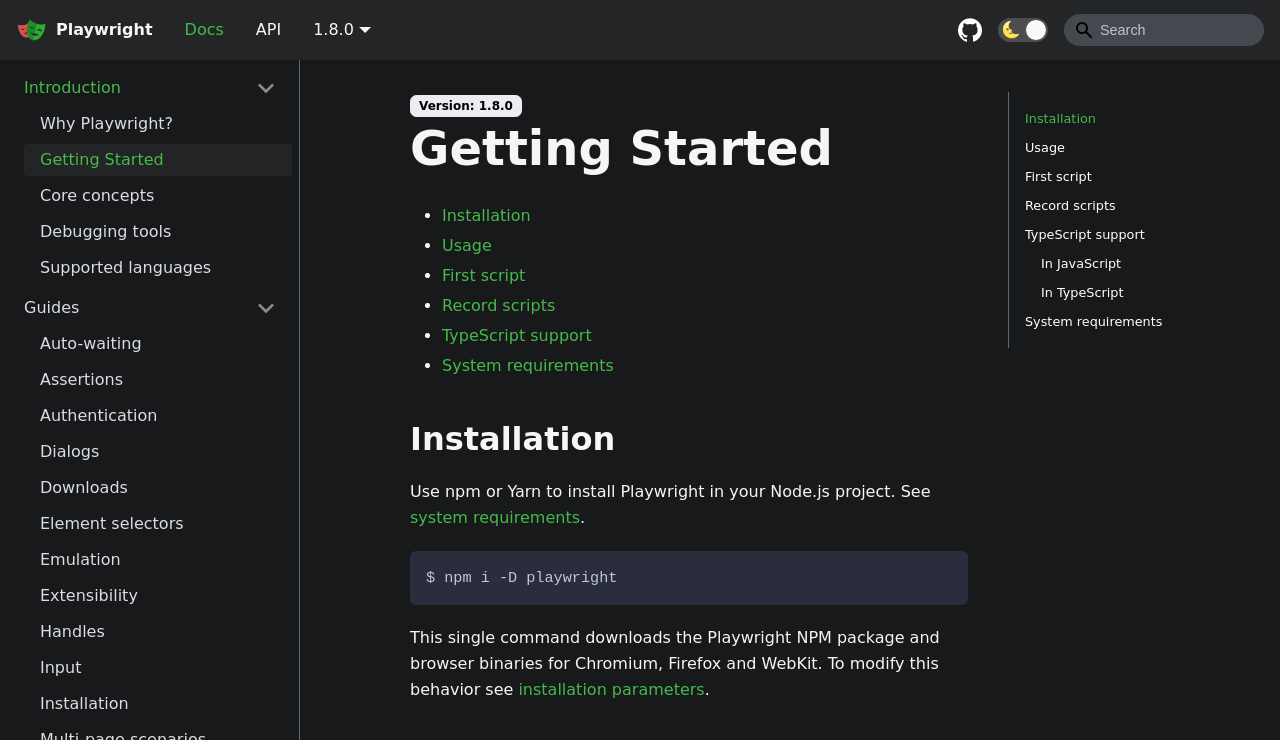 Playwright
Docs
API
1.8.0
Search
Introduction
Why Playwright?
Getting Started
Core concepts
Debugging tools
Supported languages
Guides
Auto-waiting
Assertions
Authentication
Dialogs
Downloads
Element selectors
Emulation
Extensibility
Handles
Input
Installation
Multi-page scenarios
Version: 1.8.0
Getting Started
Installation
Usage
First script
Record scripts
TypeScript support
System requirements
Installation
Use npm or Yarn to install Playwright in your Node.js project. See
system requirements.
$ npm i -D playwright
This single command downloads the Playwright NPM package and
browser binaries for Chromium, Firefox and WebKit. To modify this
behavior see installation parameters.
Installation
Usage
First script
Record scripts
TypeScript support
In JavaScript
In TypeScript
System requirements